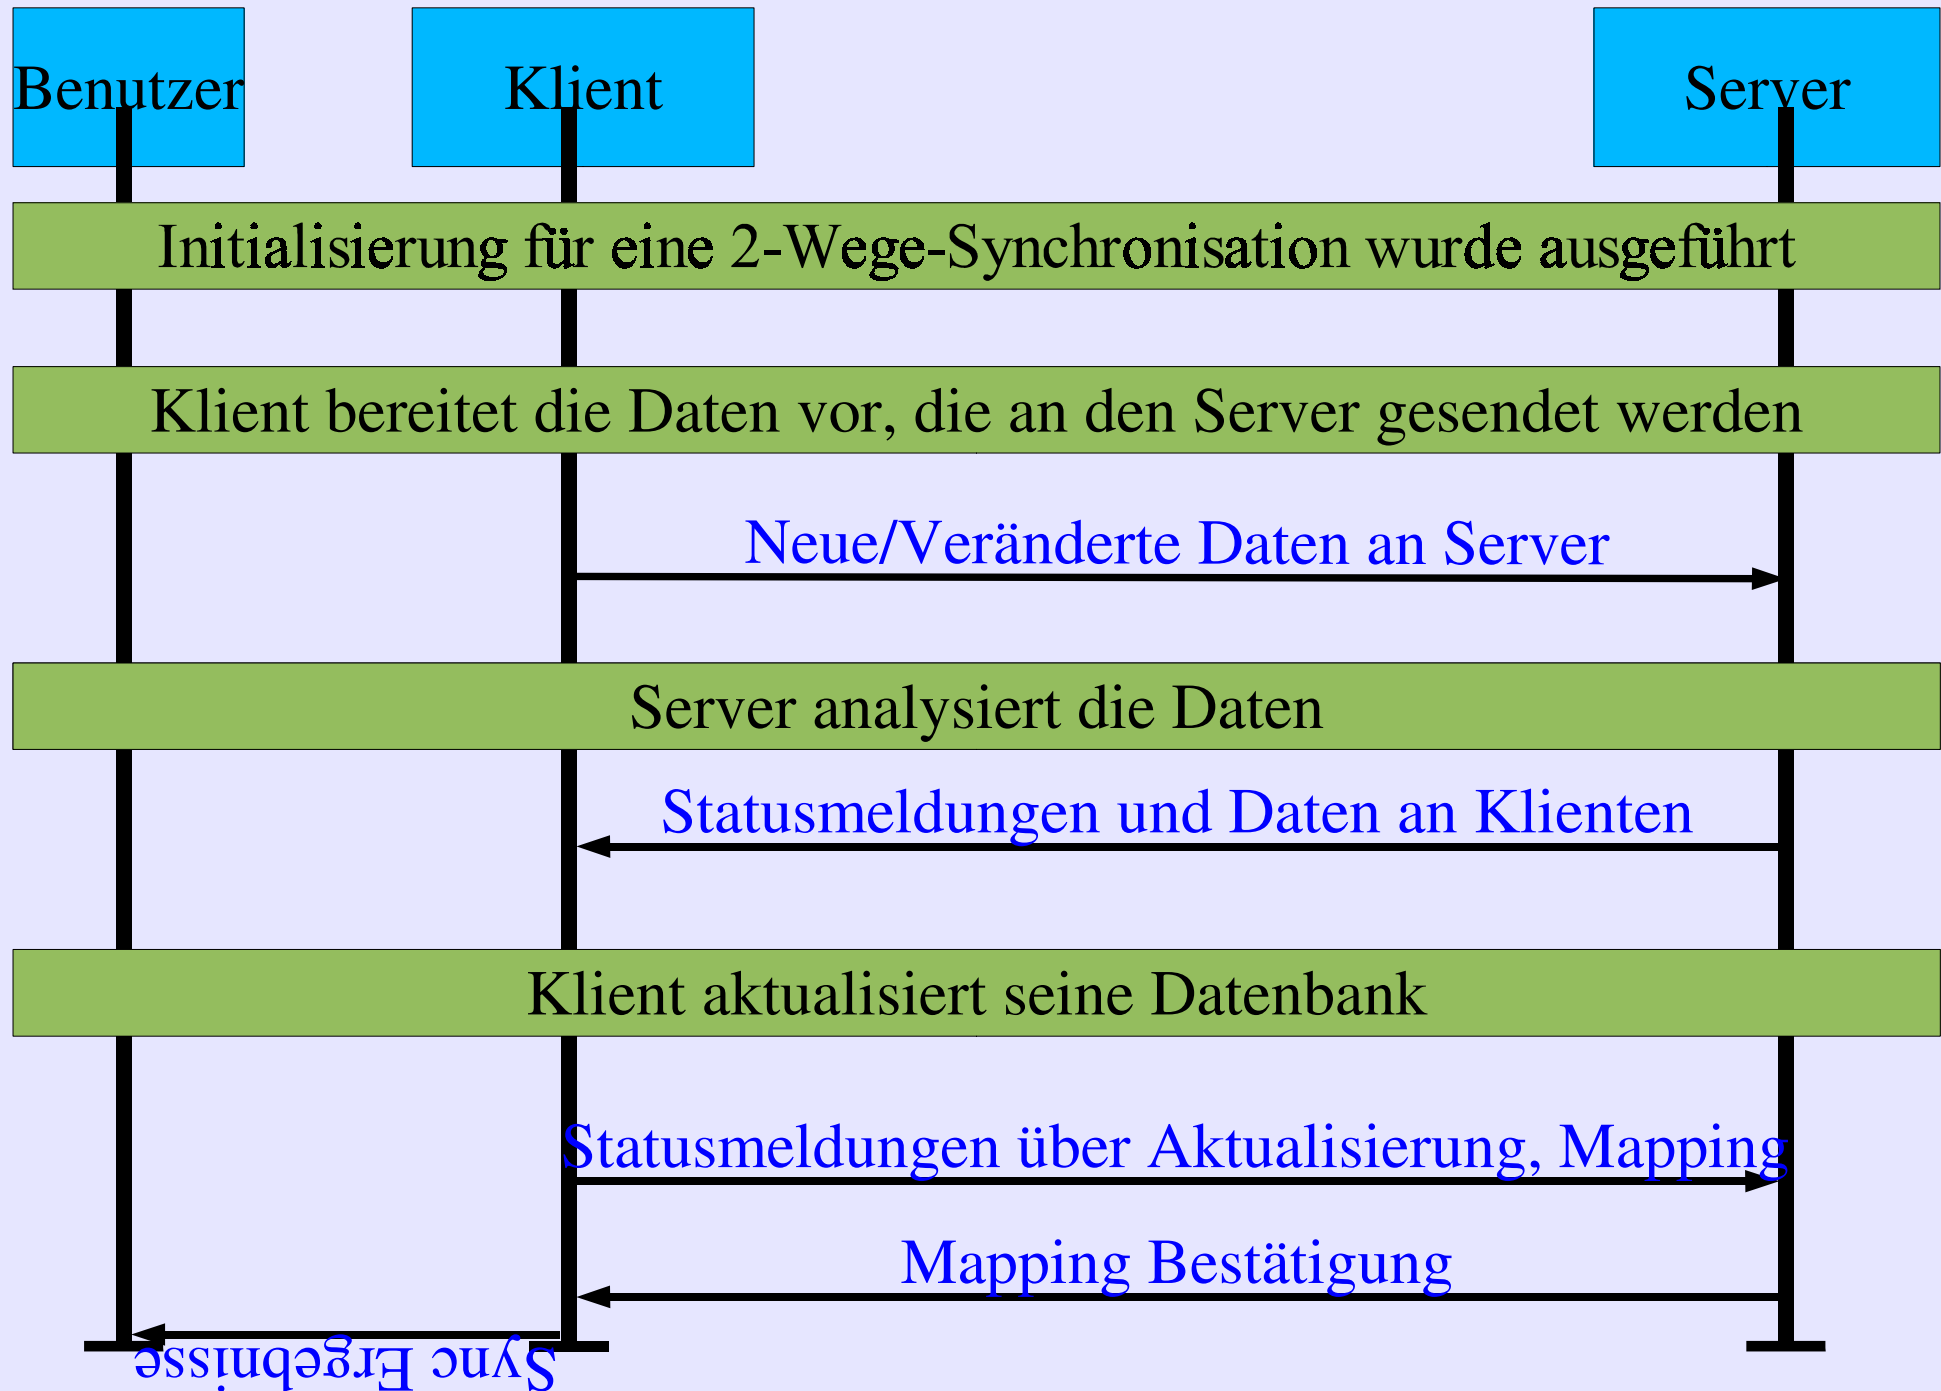 Benutzer
Klient
Server
Initialisierung für eine 2-Wege-Synchronisation wurde ausgeführt
Klient bereitet die Daten vor, die an den Server gesendet werden
Neue/Veränderte Daten an Server
Server analysiert die Daten
Statusmeldungen und Daten an Klienten
Klient aktualisiert seine Datenbank
Statusmeldungen über Aktualisierung, Mapping
Mapping Bestätigung
Sync Ergebnisse